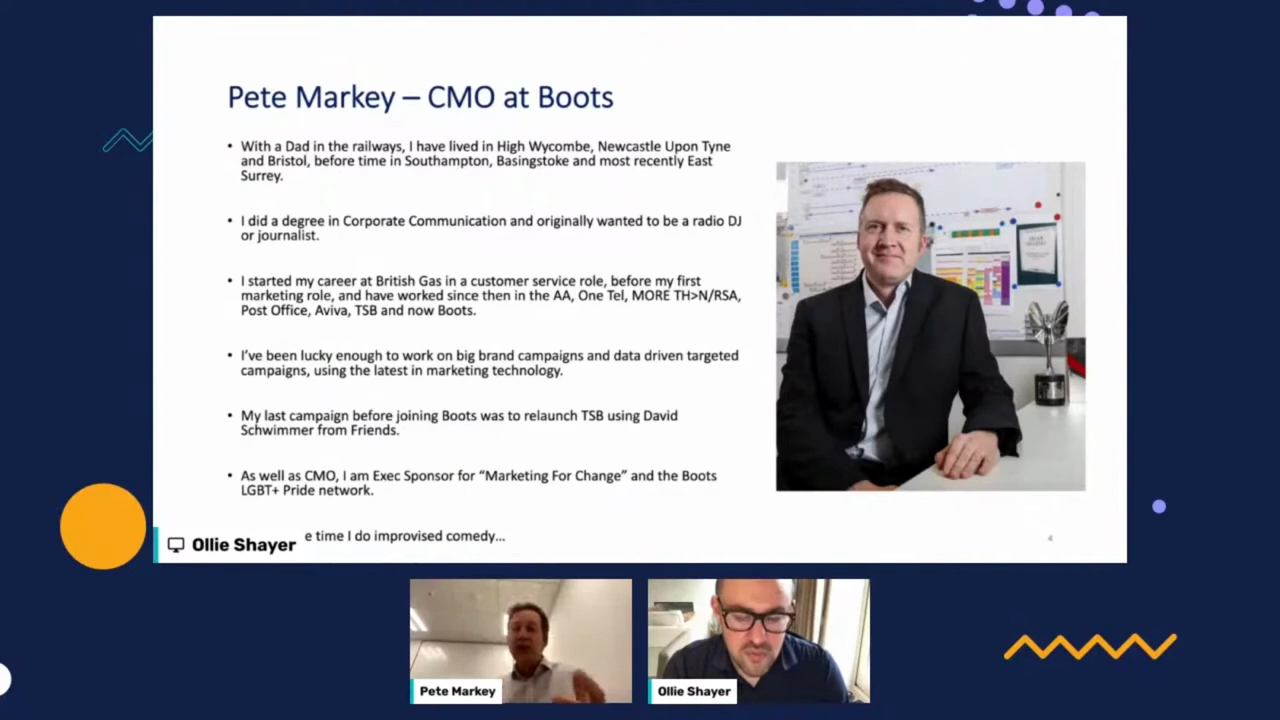 Pete Markey – CMO at Boots
• With a Dad in the railways, I have lived in High Wycombe, Newcastle Upon Tyne
and Bristol, before time in Southampton, Basingstoke and most recently East
Surrey.
• I did a degree in Corporate Communication and originally wanted to be a radio DJ
or journalist.
• I started my career at British Gas in a customer service role, before my first
marketing role, and have worked since then in the AA, One Tel, MORE TH>N/RSA,
Post Office, Aviva, TSB and now Boots.
• I’ve been lucky enough to work on big brand campaigns and data driven targeted
campaigns, using the latest in marketing technology.
• My last campaign before joining Boots was to relaunch TSB using David
Schwimmer from Friends.
• As well as CMO, I am Exec Sponsor for “Marketing For Change” and the Boots
LGBT+ Pride network.
e time I do improvised comedy...
4
Ollie Shayer
Pete Markey
Ollie Shayer